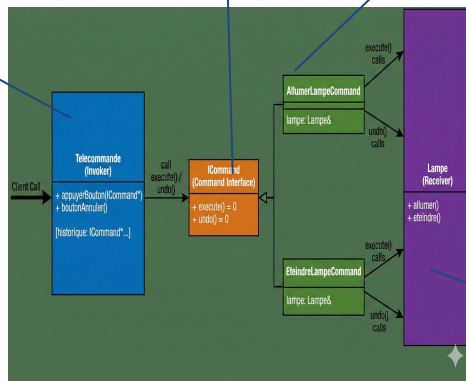 Client Call
Telecommande
(Invoker)
+ appuyerBouton(ICommand*)
+ boutonAnnuler()
[historique: ICommand*...]
call
execute() /
undo()
ICommand
(Command Interface)
+ execute() = 0
+ undo() = 0
AllumerLampeCommand
lampe: Lampe&
execute()
calls
undo()
calls
EteindreLampeCommand
lampe: Lampe&
execute()
calls
undo()
calls
Lampe
(Receiver)
+ allumer()
+ eteindre()